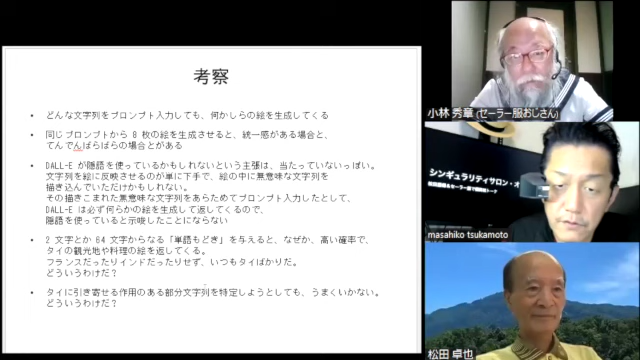 考察
• どんな文字列をプロンプト入力しても、何かしらの絵を生成してくる
• 同じプロンプトから 8 枚の絵を生成させると、統一感がある場合と、
てんでんばらばらの場合とがある
• DALL-E が隠語を使っているかもしれないという主張は、当たっていないっぽい。
文字列を絵に反映させるのが単に下手で、絵の中に無意味な文字列を
描き込んでいただけかもしれない。
その描きこまれた無意味な文字列をあらためてプロンプト入力したとして、
DALL-E は必ず何らかの絵を生成して返してくるので、
隠語を使っていると示唆したことにならない
• 2 文字とか 64 文字からなる「単語もどき」を与えると、なぜか、高い確率で、
タイの観光地や料理の絵を返してくる。
フランスだったりインドだったりせず、いつもタイばかりだ。
どういうわけだ？
• タイに引き寄せる作用のある部分文字列を特定しようとしても、うまくいかない。
どういうわけだ？
小林 秀章 (セーラー服おじさん)
シンギュラリティサロン・オ
masahiko tsukamoto
松田 卓也